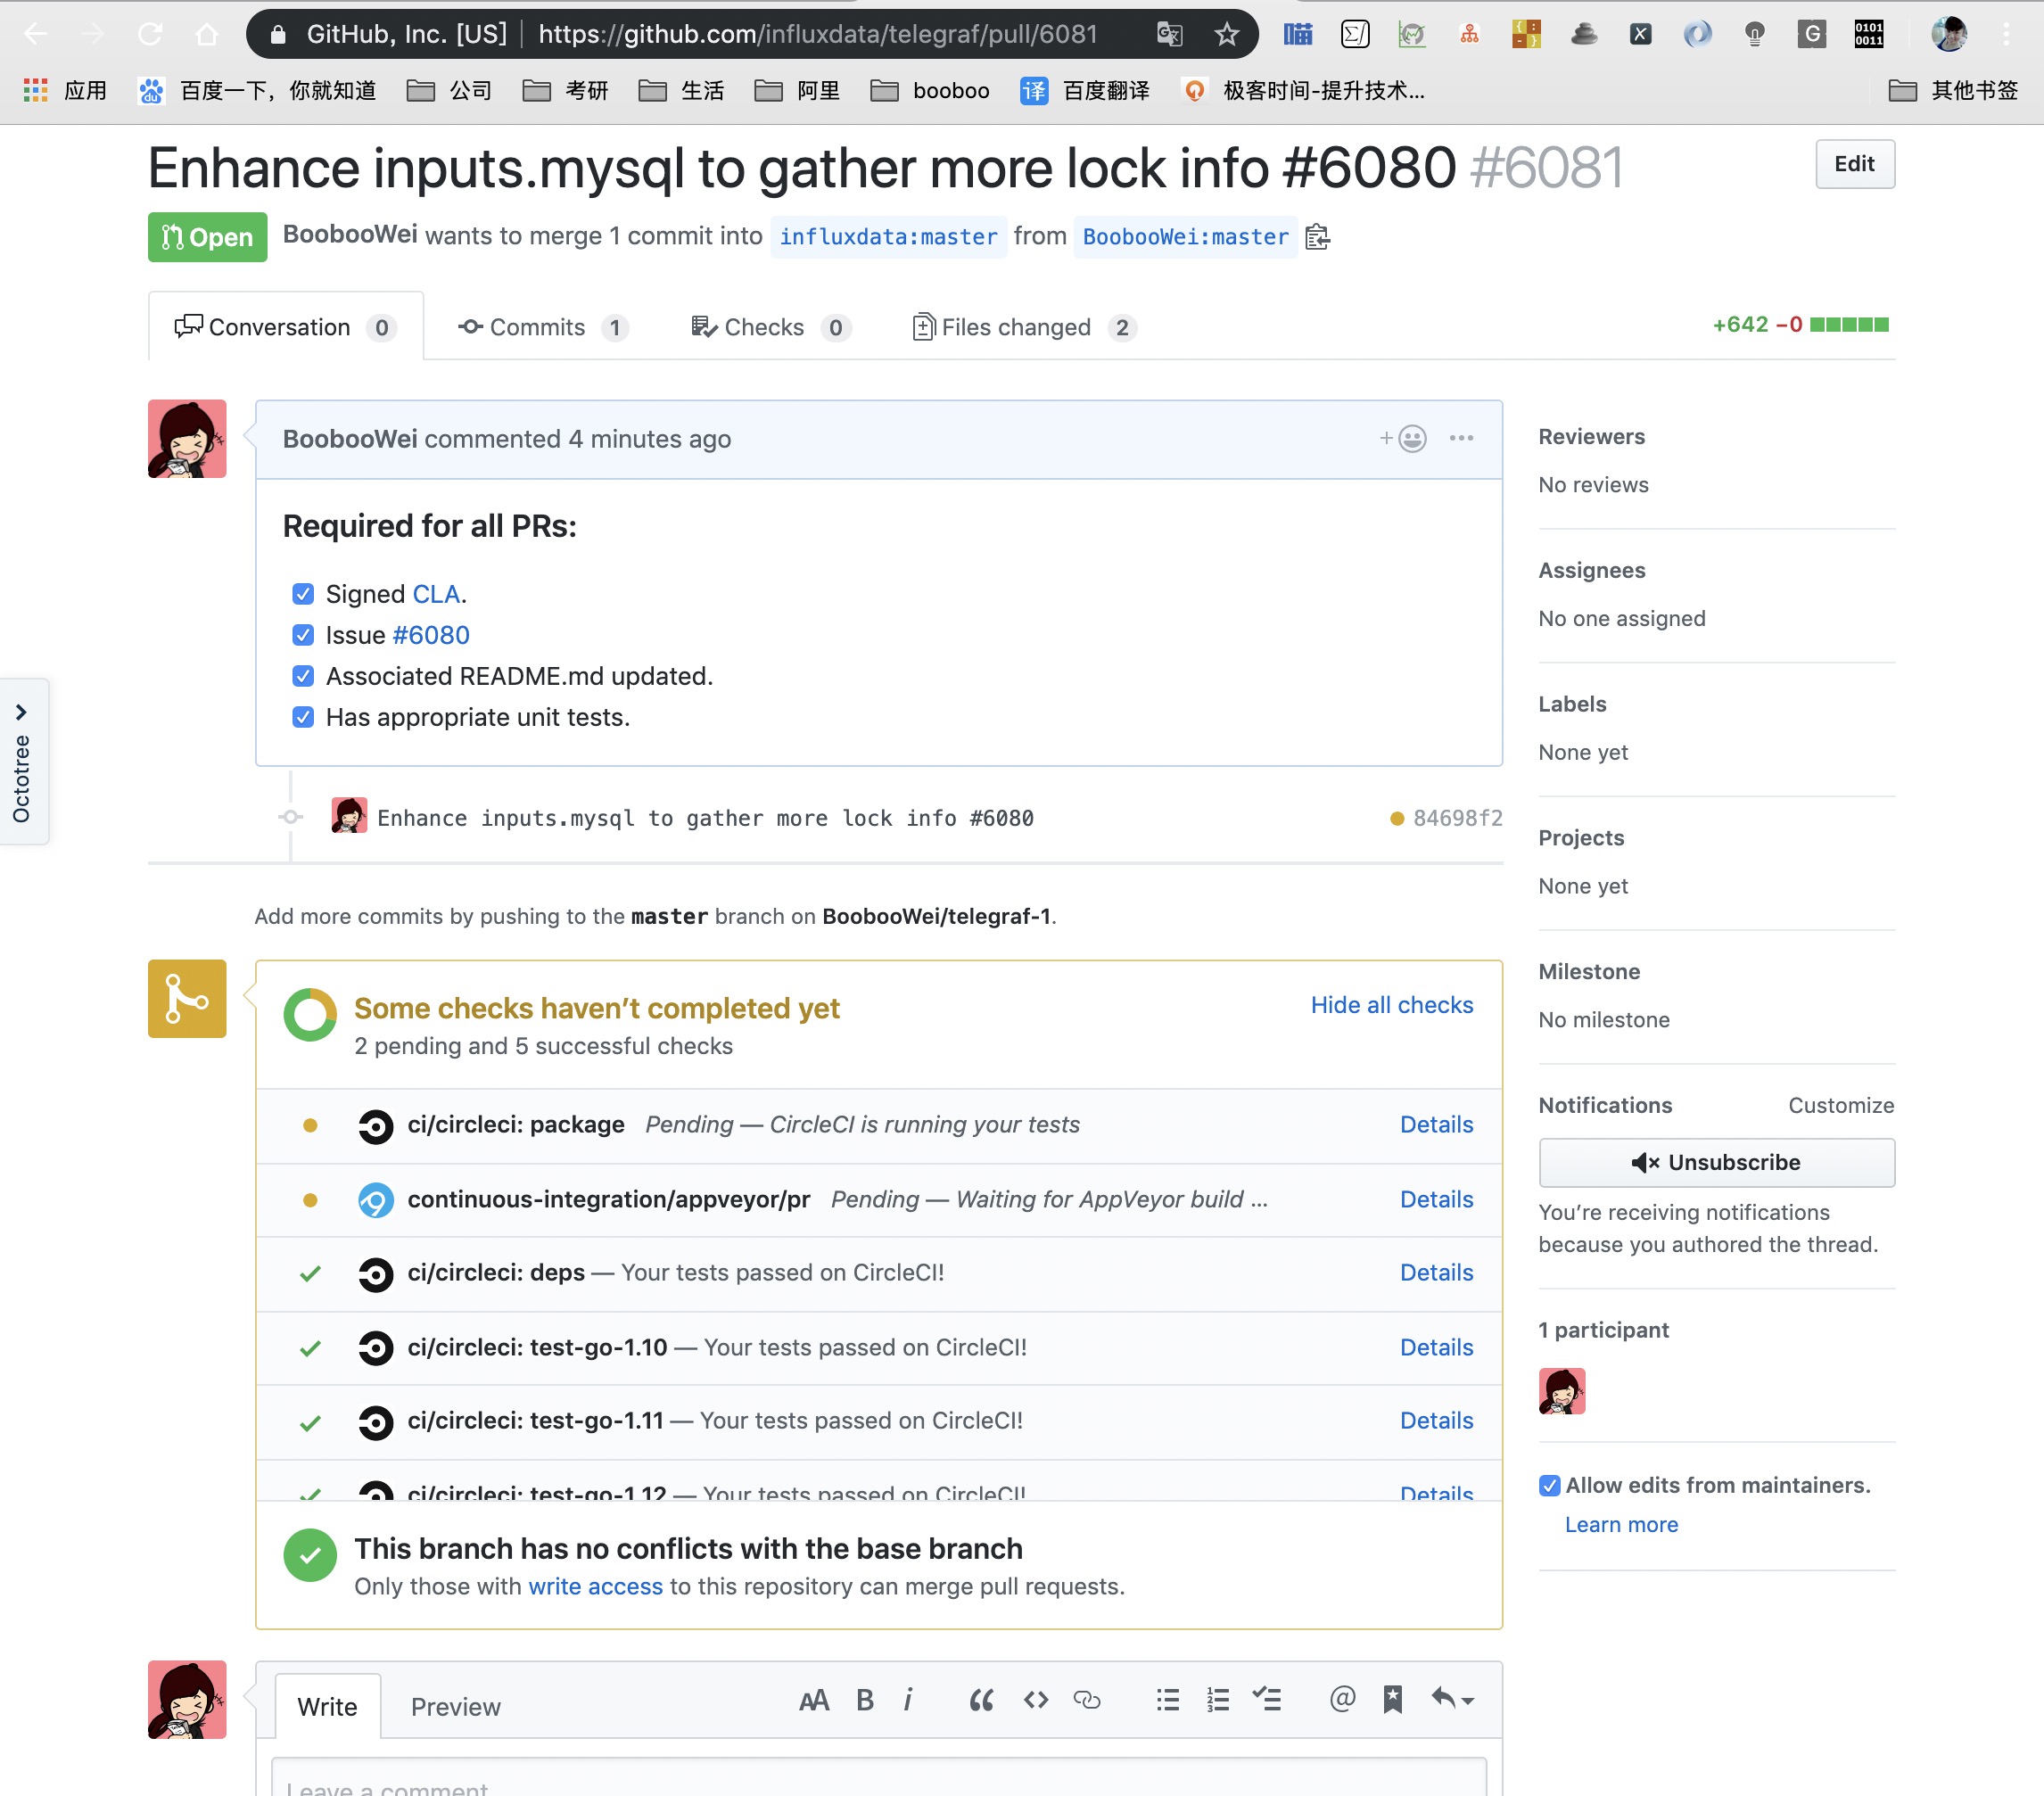 GitHub, Inc. [US] | https://github.com/influxdata/telegraf/pull/6081
应用 百度一下，你就知道 公司 考研 生活 阿里 booboo 译 百度翻译 极客时间-提升技术... 其他书签
Enhance inputs.mysql to gather more lock info #6080 #6081
Edit
Open BoobooWei wants to merge 1 commit into influxdata:master from BoobooWei:master
Conversation 0 Commits 1 Checks 0 Files changed 2
+642 −0
BoobooWei commented 4 minutes ago
Required for all PRs:
Signed CLA.
Issue #6080
Associated README.md updated.
Has appropriate unit tests.
Octotree
Enhance inputs.mysql to gather more lock info #6080 84698f2
Add more commits by pushing to the master branch on BoobooWei/telegraf-1.
Some checks haven’t completed yet
Hide all checks
2 pending and 5 successful checks
ci/circleci: package Pending — CircleCI is running your tests Details
continuous-integration/appveyor/pr Pending — Waiting for AppVeyor build ... Details
ci/circleci: deps — Your tests passed on CircleCI! Details
ci/circleci: test-go-1.10 — Your tests passed on CircleCI! Details
ci/circleci: test-go-1.11 — Your tests passed on CircleCI! Details
ci/circleci: test-go-1.12 — Your tests passed on CircleCI! Details
This branch has no conflicts with the base branch
Only those with write access to this repository can merge pull requests.
Write Preview
Leave a comment
Reviewers
No reviews
Assignees
No one assigned
Labels
None yet
Projects
None yet
Milestone
No milestone
Notifications Customize
Unsubscribe
You’re receiving notifications
because you authored the thread.
1 participant
Allow edits from maintainers.
Learn more